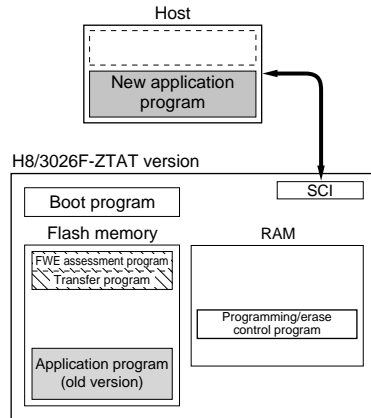 Host
New application
program
H8/3026F-ZTAT version
SCI
Boot program
Flash memory
RAM
FWE assessment program
Transfer program
Programming/erase
control program
Application program
(old version)